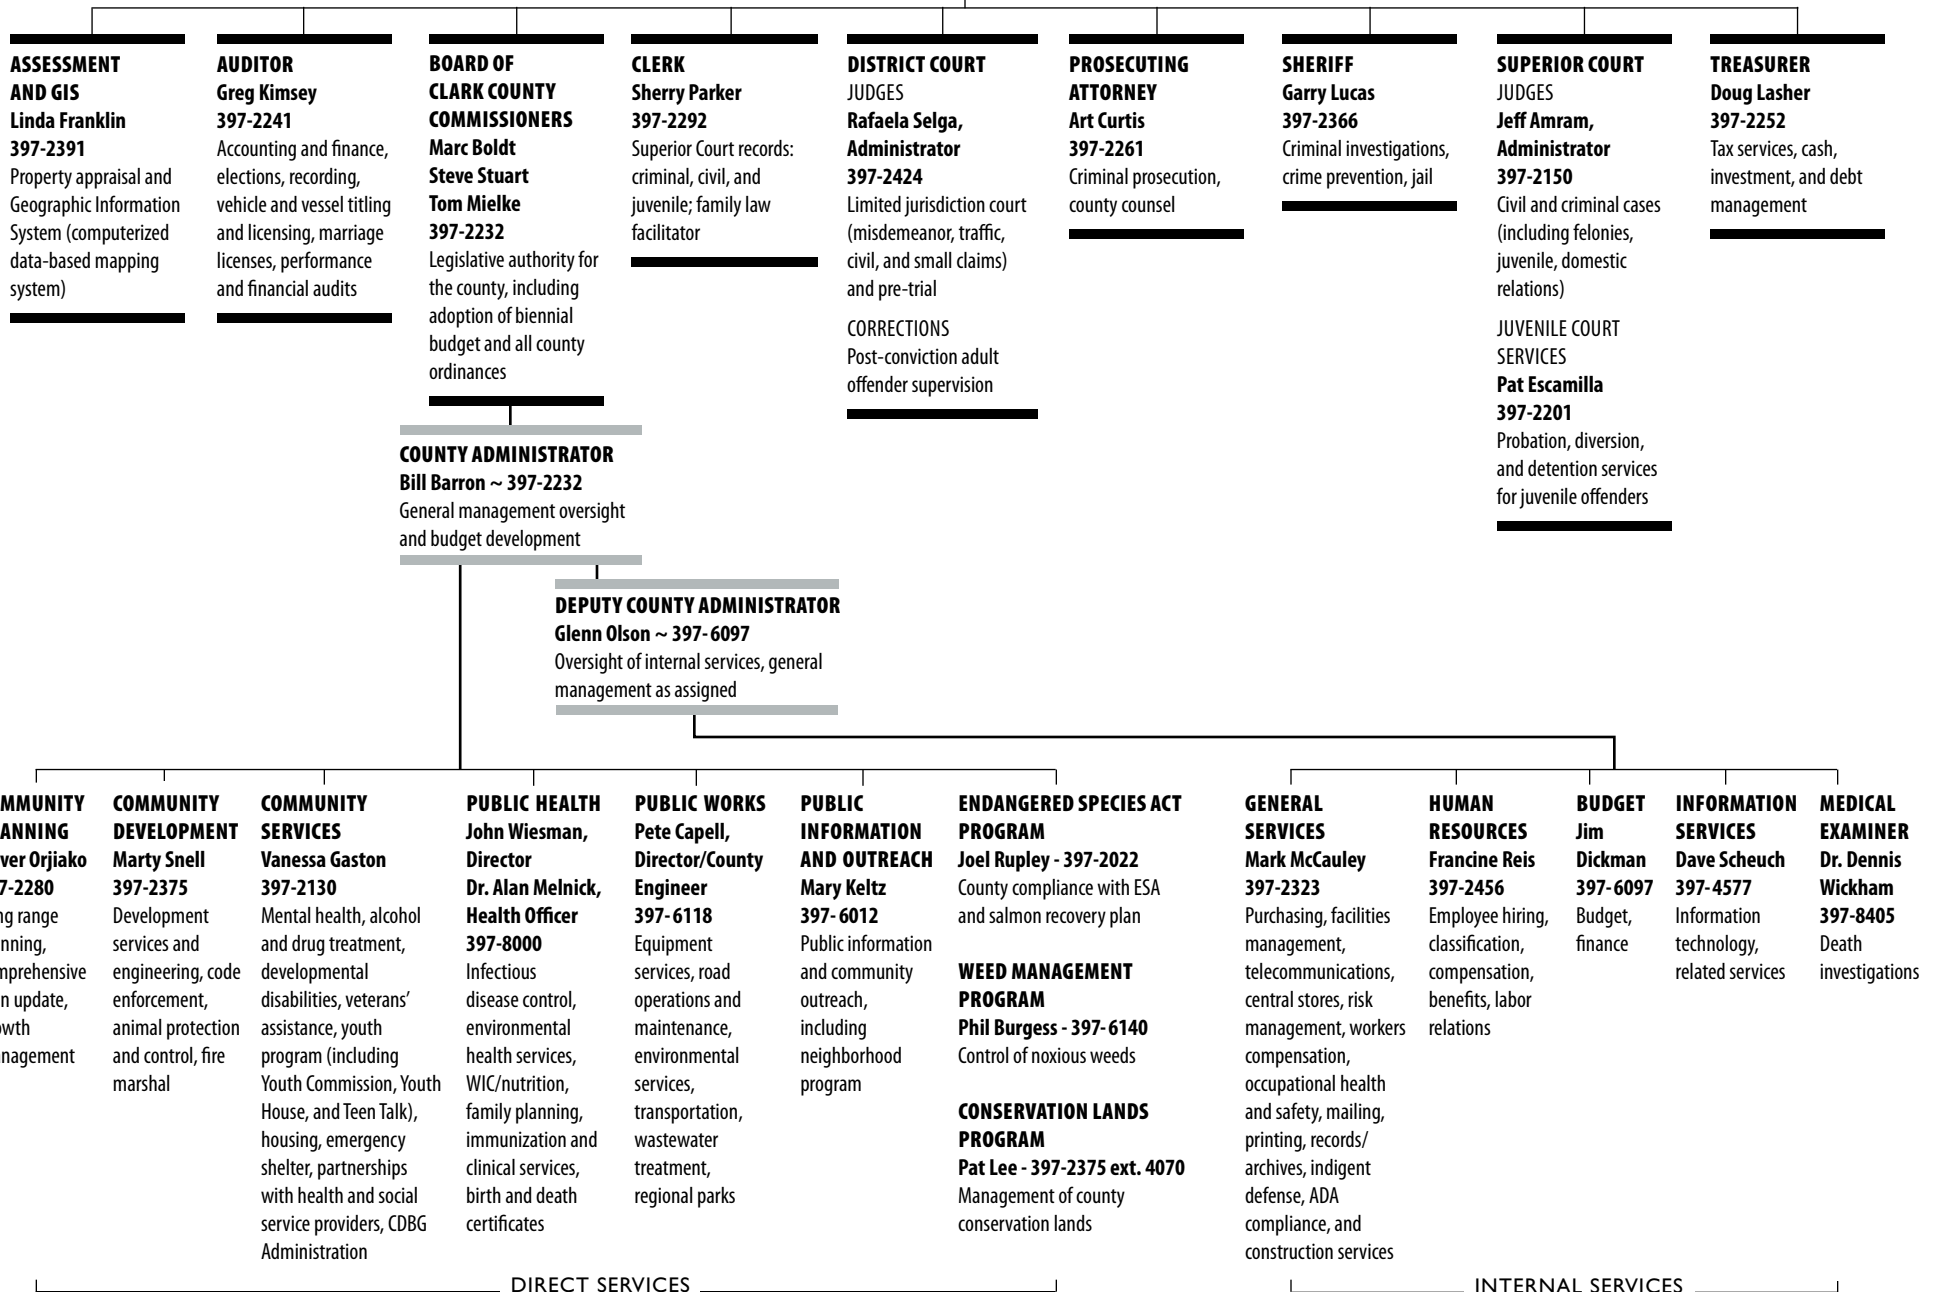 ASSESSMENT
AND GIS
Linda Franklin
397-2391
Property appraisal and
Geographic Information
System (computerized
data-based mapping
system)
AUDITOR
Greg Kimsey
397-2241
Accounting and finance,
elections, recording,
vehicle and vessel titling
and licensing, marriage
licenses, performance
and financial audits
BOARD OF
CLARK COUNTY
COMMISSIONERS
Marc Boldt
Steve Stuart
Tom Mielke
397-2232
Legislative authority for
the county, including
adoption of biennial
budget and all county
ordinances
CLERK
Sherry Parker
397-2292
Superior Court records:
criminal, civil, and
juvenile; family law
facilitator
DISTRICT COURT
JUDGES
Rafaela Selga,
Administrator
397-2424
Limited jurisdiction court
(misdemeanor, traffic,
civil, and small claims)
and pre-trial
CORRECTIONS
Post-conviction adult
offender supervision
PROSECUTING
ATTORNEY
Art Curtis
397-2261
Criminal prosecution,
county counsel
SHERIFF
Garry Lucas
397-2366
Criminal investigations,
crime prevention, jail
SUPERIOR COURT
JUDGES
Jeff Amram,
Administrator
397-2150
Civil and criminal cases
(including felonies,
juvenile, domestic
relations)
JUVENILE COURT
SERVICES
Pat Escamilla
397-2201
Probation, diversion,
and detention services
for juvenile offenders
TREASURER
Doug Lasher
397-2252
Tax services, cash,
investment, and debt
management
COUNTY ADMINISTRATOR
Bill Barron ~ 397-2232
General management oversight
and budget development
DEPUTY COUNTY ADMINISTRATOR
Glenn Olson ~ 397-6097
Oversight of internal services, general
management as assigned
MMUNITY
ANNING
ver Orjiako
7-2280
ng range
nning,
mprehensive
n update,
owth
nagement
COMMUNITY
DEVELOPMENT
Marty Snell
397-2375
Development
services and
engineering, code
enforcement,
animal protection
and control, fire
marshal
COMMUNITY
SERVICES
Vanessa Gaston
397-2130
Mental health, alcohol
and drug treatment,
developmental
disabilities, veterans’
assistance, youth
program (including
Youth Commission, Youth
House, and Teen Talk),
housing, emergency
shelter, partnerships
with health and social
service providers, CDBG
Administration
PUBLIC HEALTH
John Wiesman,
Director
Dr. Alan Melnick,
Health Officer
397-8000
Infectious
disease control,
environmental
health services,
WIC/nutrition,
family planning,
immunization and
clinical services,
birth and death
certificates
PUBLIC WORKS
Pete Capell,
Director/County
Engineer
397-6118
Equipment
services, road
operations and
maintenance,
environmental
services,
transportation,
wastewater
treatment,
regional parks
PUBLIC
INFORMATION
AND OUTREACH
Mary Keltz
397-6012
Public information
and community
outreach,
including
neighborhood
program
ENDANGERED SPECIES ACT
PROGRAM
Joel Rupley - 397-2022
County compliance with ESA
and salmon recovery plan
WEED MANAGEMENT
PROGRAM
Phil Burgess - 397-6140
Control of noxious weeds
CONSERVATION LANDS
PROGRAM
Pat Lee - 397-2375 ext. 4070
Management of county
conservation lands
GENERAL
SERVICES
Mark McCauley
397-2323
Purchasing, facilities
management,
telecommunications,
central stores, risk
management, workers
compensation,
occupational health
and safety, mailing,
printing, records/
archives, indigent
defense, ADA
compliance, and
construction services
HUMAN
RESOURCES
Francine Reis
397-2456
Employee hiring,
classification,
compensation,
benefits, labor
relations
BUDGET
Jim
Dickman
397-6097
Budget,
finance
INFORMATION
SERVICES
Dave Scheuch
397-4577
Information
technology,
related services
MEDICAL
EXAMINER
Dr. Dennis
Wickham
397-8405
Death
investigations
DIRECT SERVICES
INTERNAL SERVICES